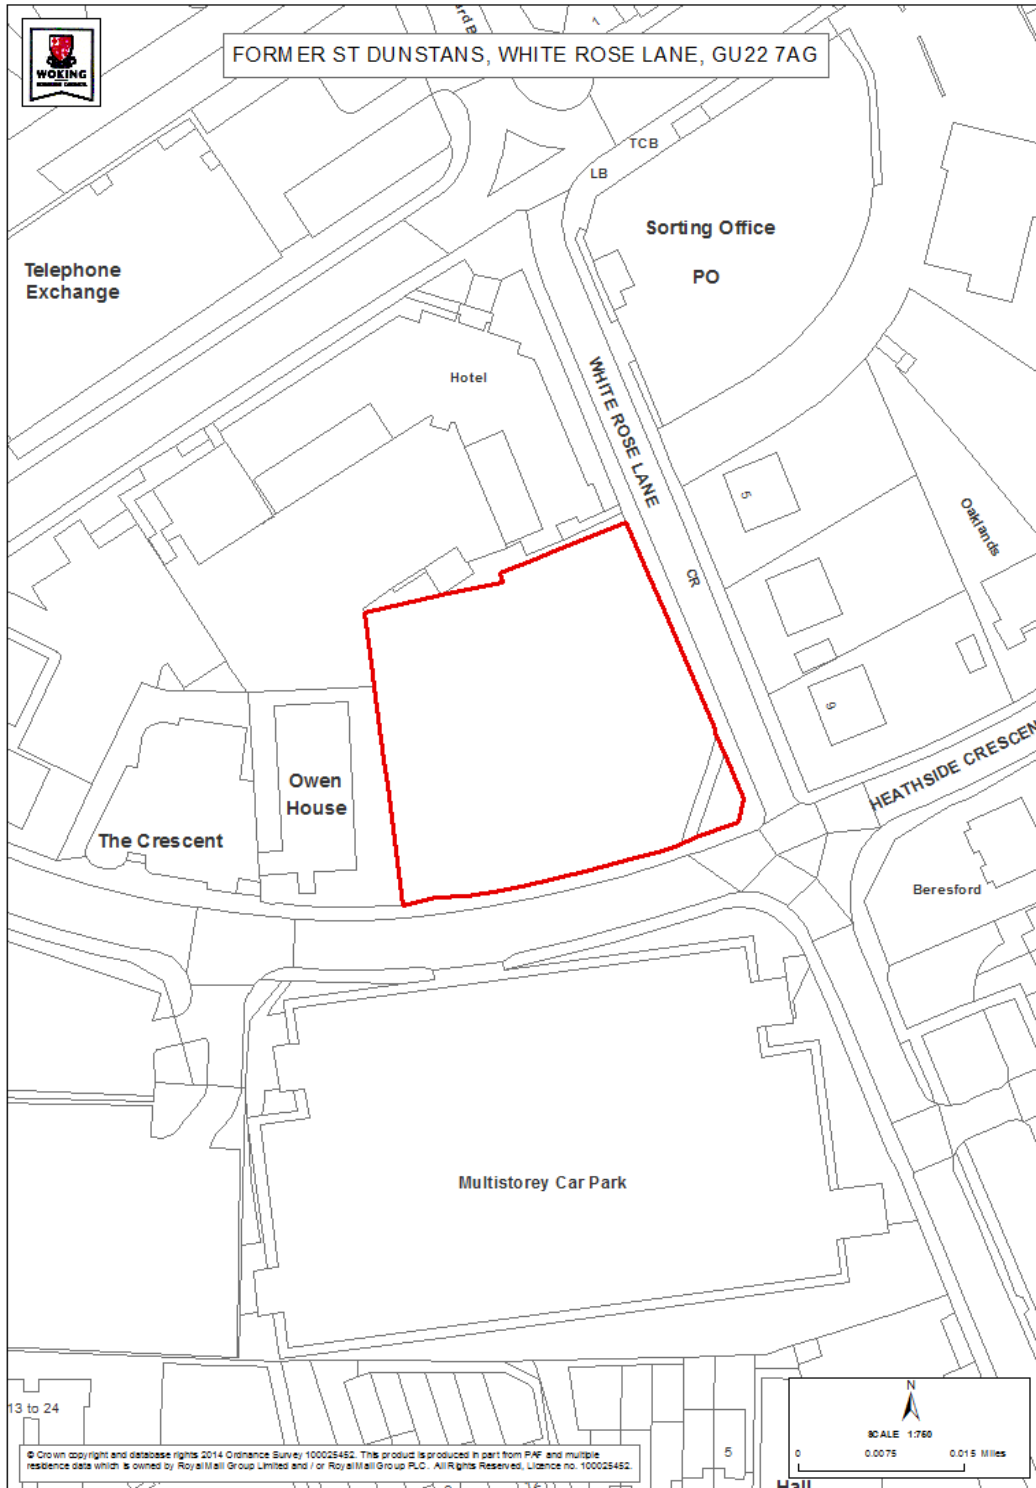 WOKING
BOROUGH COUNCIL
FORMER ST DUNSTANS, WHITE ROSE LANE, GU22 7AG
1
TCB
LB
Sorting Office
PO
Telephone
Exchange
Hotel
WHITE ROSE LANE
5
Oaklands
CR
9
HEATHSIDE CRESCEN
Owen
House
The Crescent
Beresford
Multistorey Car Park
13 to 24
5
Hall
N
SCALE 1:750
0 0.0075 0.015 Miles
© Crown copyright and database rights 2014 Ordnance Survey 100025452. This product is produced in part from PAF and multiple
residence data which is owned by Royal Mail Group Limited and / or Royal Mail Group PLC. All Rights Reserved, Licence no. 100025452.